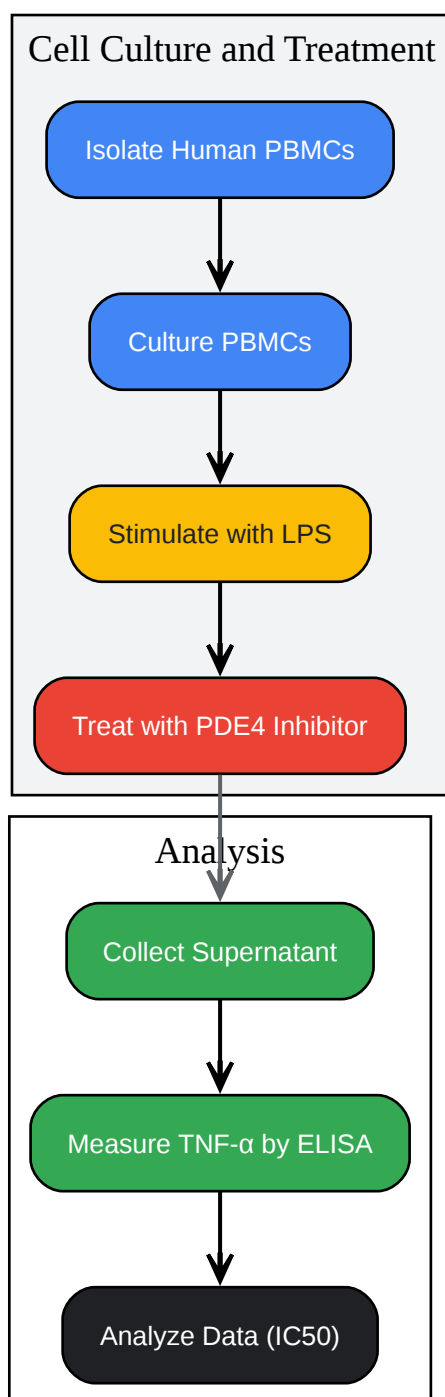 Cell Culture and Treatment
Isolate Human PBMCs
Culture PBMCs
Stimulate with LPS
Treat with PDE4 Inhibitor
Analysis
Collect Supernatant
Measure TNF-α by ELISA
Analyze Data (IC50)